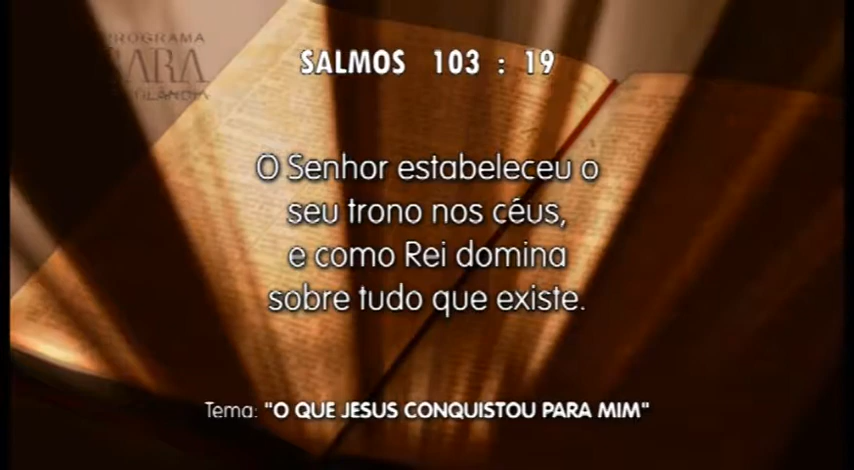 PROGRAMA
SALMOS 103 : 19
O Senhor estabeleceu o
seu trono nos céus,
e como Rei domina
sobre tudo que existe.
Tema: "O QUE JESUS CONQUISTOU PARA MIM"